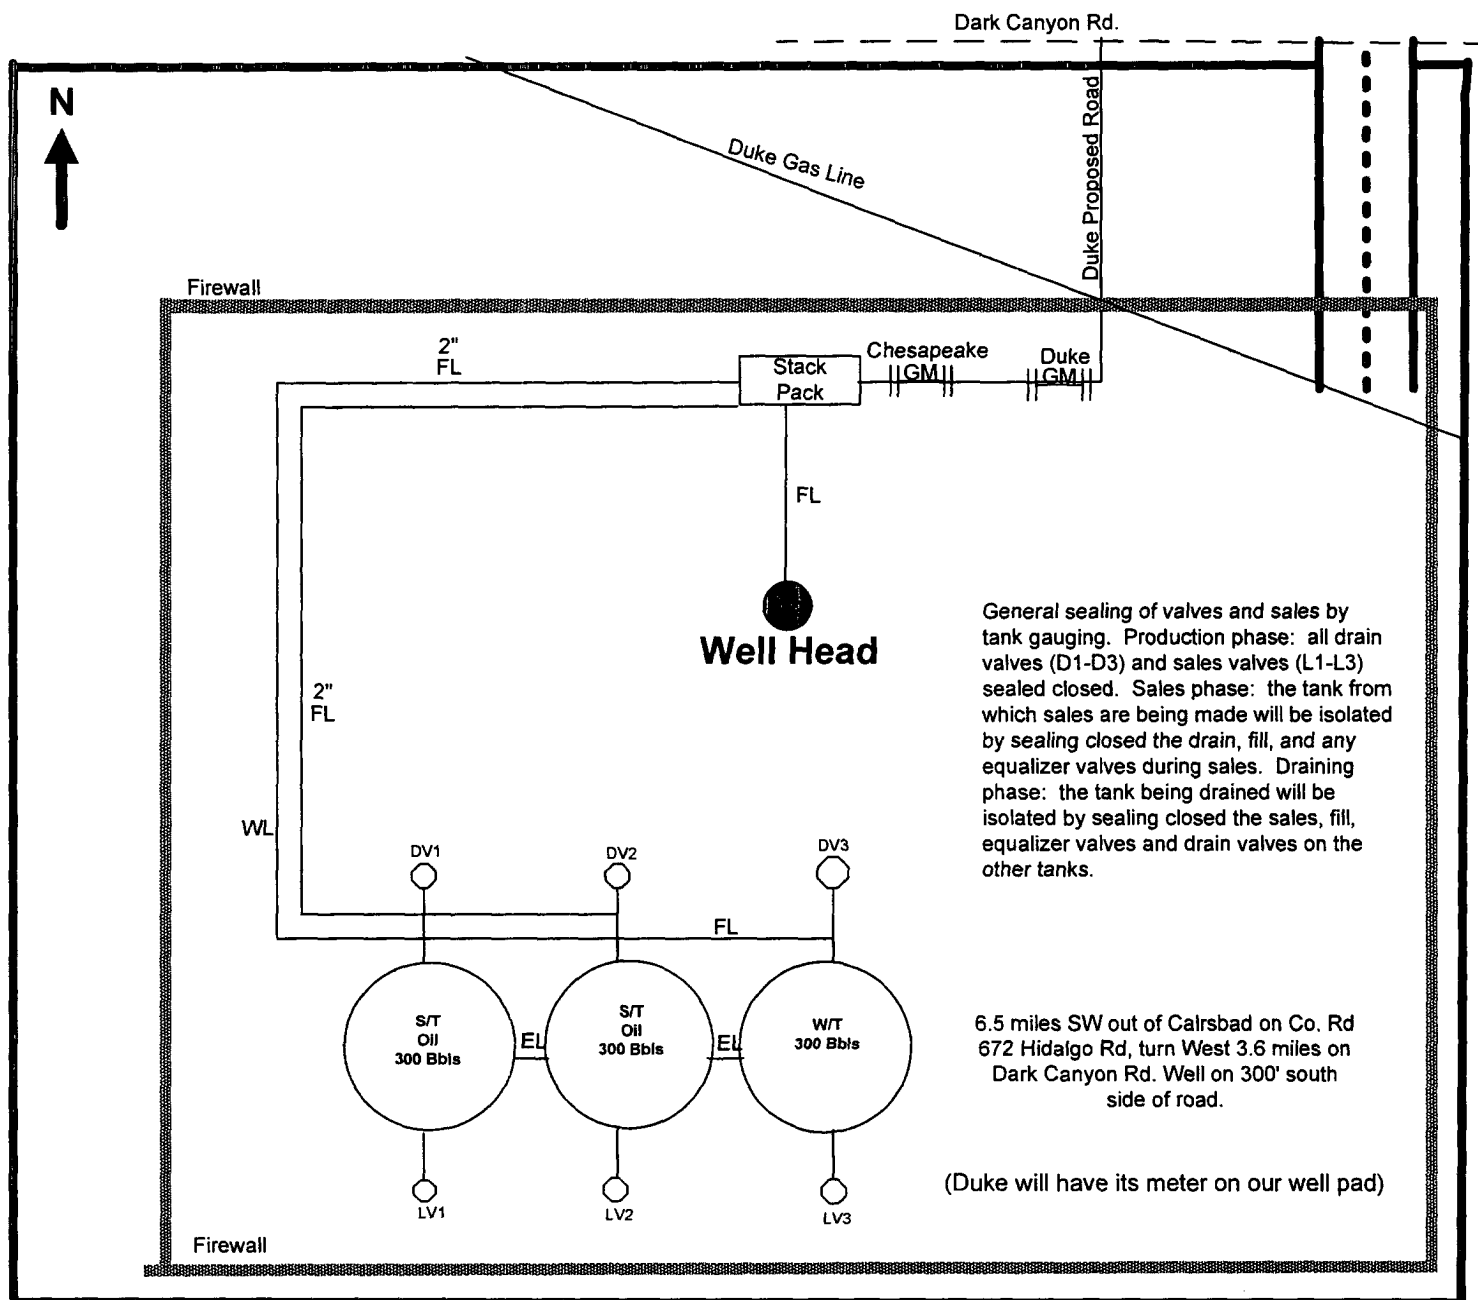 Dark Canyon Rd.
N
Duke Gas Line
Duke Proposed Road
Firewall
2"
FL
Stack
Pack
Chesapeake
GM
Duke
GM
FL
Well Head
General sealing of valves and sales by
tank gauging. Production phase: all drain
valves (D1-D3) and sales valves (L1-L3)
sealed closed. Sales phase: the tank from
which sales are being made will be isolated
by sealing closed the drain, fill, and any
equalizer valves during sales. Draining
phase: the tank being drained will be
isolated by sealing closed the sales, fill,
equalizer valves and drain valves on the
other tanks.
2"
FL
WL
DV1
DV2
DV3
FL
S/T
Oil
300 Bbls
EL
S/T
Oil
300 Bbls
EL
W/T
300 Bbls
6.5 miles SW out of Calrsbad on Co. Rd
672 Hidalgo Rd, turn West 3.6 miles on
Dark Canyon Rd. Well on 300' south
side of road.
(Duke will have its meter on our well pad)
LV1
LV2
LV3
Firewall